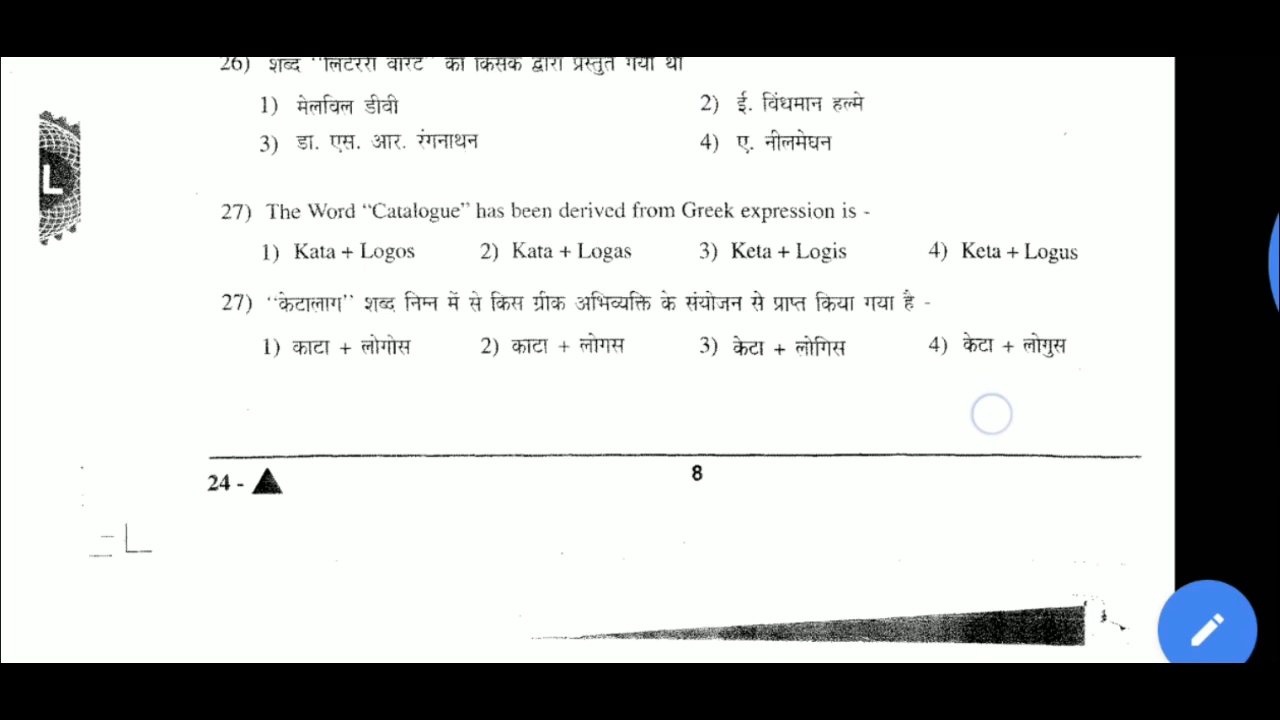 26) शब्द "लिटररी वारंट" को किसके द्वारा प्रस्तुत गया था
1) मेलविल डीवी 2) ई. विंधमान हल्मे
3) डा. एस. आर. रंगनाथन 4) ए. नीलमेघन
27) The Word "Catalogue" has been derived from Greek expression is -
1) Kata + Logos 2) Kata + Logas 3) Keta + Logis 4) Keta + Logus
27) "केटालाग" शब्द निम्न में से किस ग्रीक अभिव्यक्ति के संयोजन से प्राप्त किया गया है -
1) काटा + लोगोस 2) काटा + लोगस 3) केटा + लोगिस 4) केटा + लोगुस
24 - 8
L